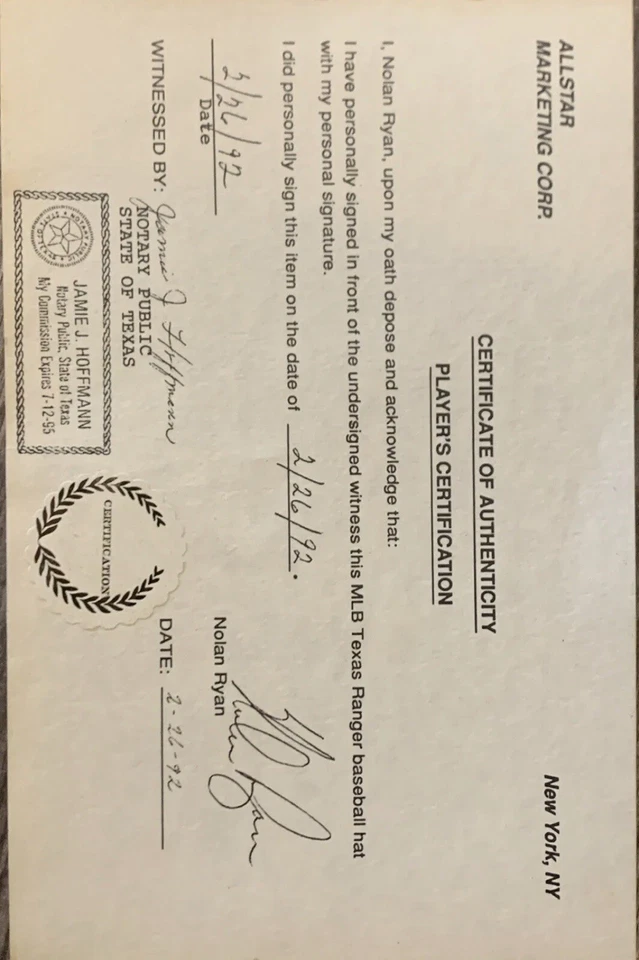 ALLSTAR
MARKETING CORP.
New York, NY
CERTIFICATE OF AUTHENTICITY
PLAYER'S CERTIFICATION
I, Nolan Ryan, upon my oath depose and acknowledge that:
I have personally signed in front of the undersigned witness this MLB Texas Ranger baseball hat
with my personal signature.
I did personally sign this item on the date of 2/26/92.
Nolan Ryan
Nolan Ryan
2/26/92
Date
WITNESSED BY: Jamie J Hoffmann
DATE: 2-26-92
NOTARY PUBLIC
STATE OF TEXAS
JAMIE J. HOFFMANN
Notary Public, State of Texas
My Commission Expires 7-12-95
CERTIFICATION